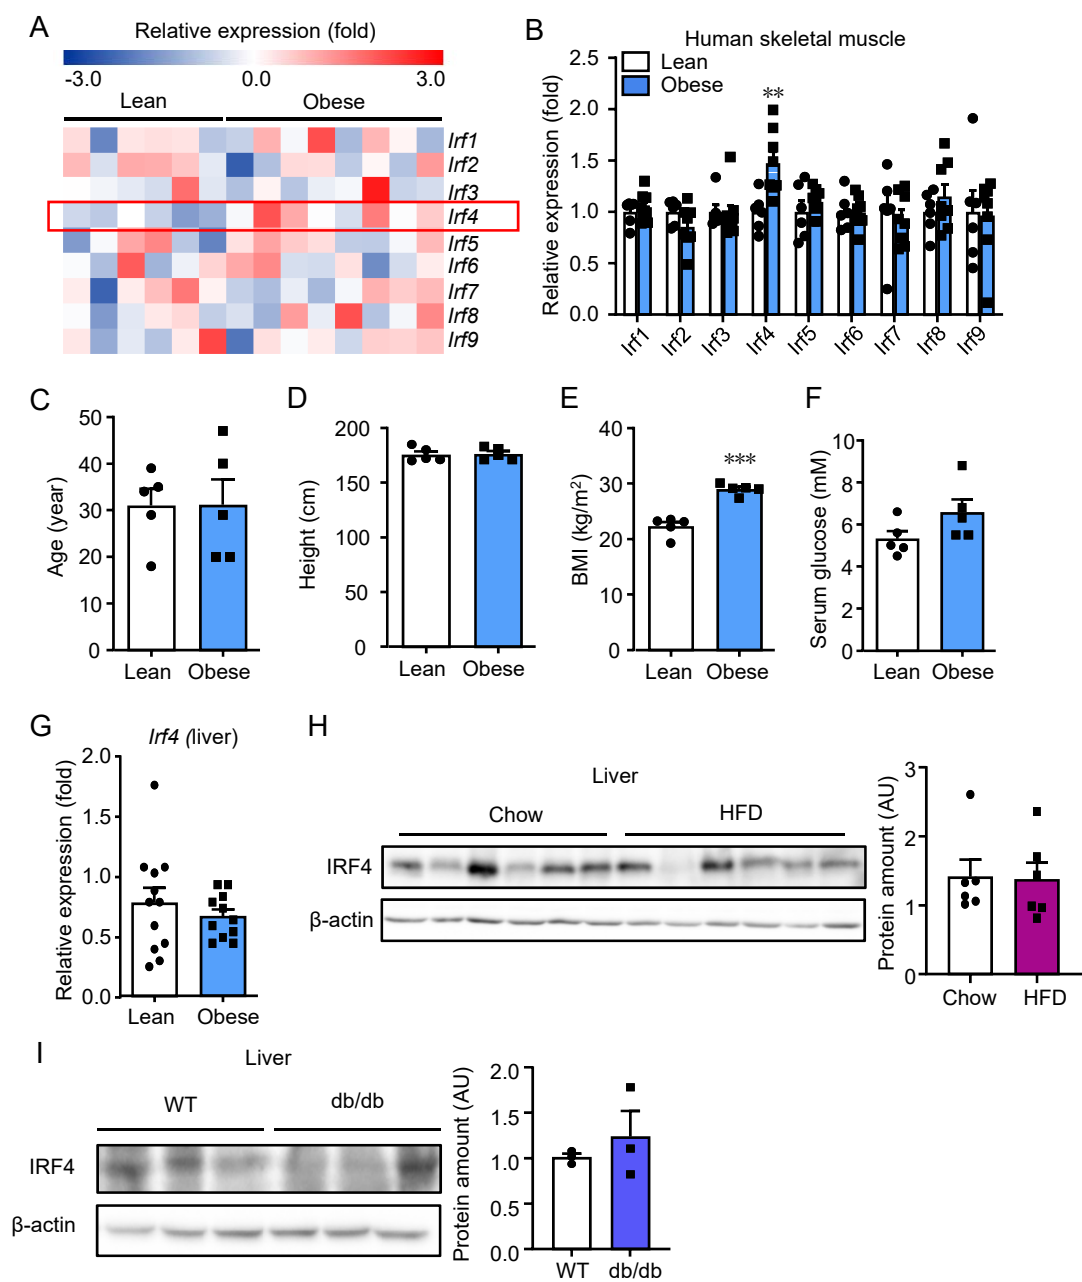 A
Relative expression (fold)
-3.0 0.0 3.0
Lean Obese
Irf1
Irf2
Irf3
Irf4
Irf5
Irf6
Irf7
Irf8
Irf9
B
Human skeletal muscle
Lean
Obese
**
Relative expression (fold)
2.5
2.0
1.5
1.0
0.5
0.0
Irf1 Irf2 Irf3 Irf4 Irf5 Irf6 Irf7 Irf8 Irf9
C
Age (year)
50
40
30
20
10
0
Lean Obese
D
Height (cm)
200
150
100
50
0
Lean Obese
E
BMI (kg/m²)
***
40
30
20
10
0
Lean Obese
F
Serum glucose (mM)
10
8
6
4
2
0
Lean Obese
G
Irf4 (liver)
Relative expression (fold)
2.0
1.5
1.0
0.5
0.0
Lean Obese
H
Liver
Chow HFD
IRF4
β-actin
Protein amount (AU)
3
2
1
0
Chow HFD
I
Liver
WT db/db
IRF4
β-actin
Protein amount (AU)
2.0
1.5
1.0
0.5
0.0
WT db/db